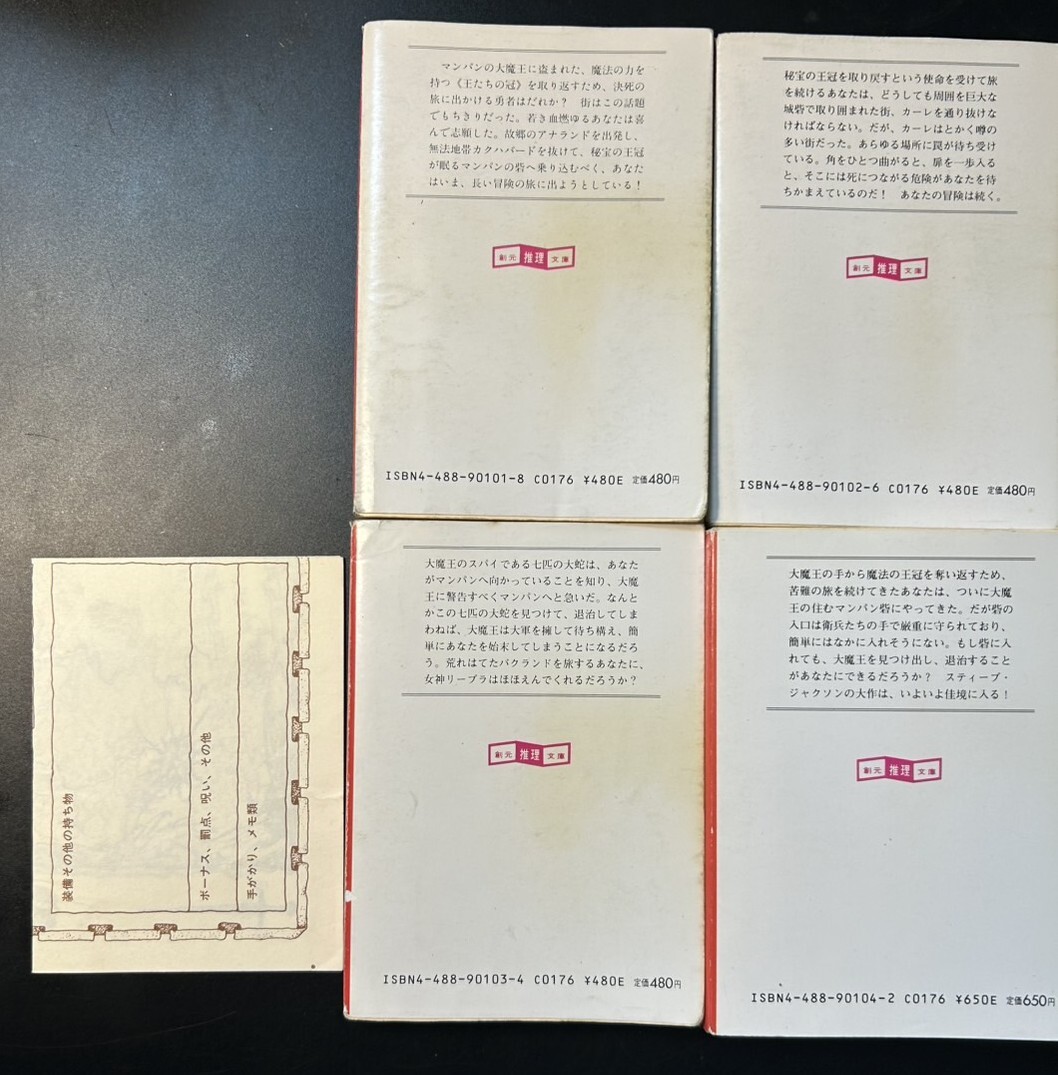 マンパンの大魔王に盗まれた、魔法の力を
持つ《王たちの冠》を取り返すため、決死の
旅に出かける勇者はだれか？　街はこの話題
でもちきりだった。若き血燃ゆるあなたは喜
んで志願した。故郷のアナランドを出発し、
無法地帯カクハバードを抜けて、秘宝の王冠
が眠るマンパンの砦へ乗り込むべく、あなた
はいま、長い冒険の旅に出ようとしている！
創元 推理 文庫
ISBN4-488-90101-8 C0176 ¥480E 定価480円
秘宝の王冠を取り戻すという使命を受けて旅
を続けるあなたは、どうしても周囲を巨大な
城砦で取り囲まれた街、カーレを通り抜けな
ければならない。だが、カーレはとかく噂の
多い街だった。あらゆる場所に罠が待ち受け
ている。角をひとつ曲がると、扉を一歩入る
と、そこには死につながる危険があなたを待
ちかまえているのだ！　あなたの冒険は続く。
創元 推理 文庫
ISBN4-488-90102-6 C0176 ¥480E 定価480円
大魔王のスパイである七匹の大蛇は、あなた
がマンパンへ向かっていることを知り、大魔
王に警告すべくマンパンへと急いだ。なんと
かこの七匹の大蛇を見つけて、退治してしま
わねば、大魔王は大軍を擁して待ち構え、簡
単にあなたを始末してしまうことになるだろ
う。荒れはてたバクランドを旅するあなたに、
女神リーブラはほほえんでくれるだろうか？
創元 推理 文庫
ISBN4-488-90103-4 C0176 ¥480E 定価480円
大魔王の手から魔法の王冠を奪い返すため、
苦難の旅を続けてきたあなたは、ついに大魔
王の住むマンパン砦にやってきた。だが砦の
入口は衛兵たちの手で厳重に守られており、
簡単にはなかに入れそうにない。もし砦に入
れても、大魔王を見つけ出し、退治すること
があなたにできるだろうか？　スティーブ・
ジャクソンの大作は、いよいよ佳境に入る！
創元 推理 文庫
ISBN4-488-90104-2 C0176 ¥650E 定価650円
装備その他の持ち物
ボーナス、罰点、呪い、その他
手がかり、メモ類